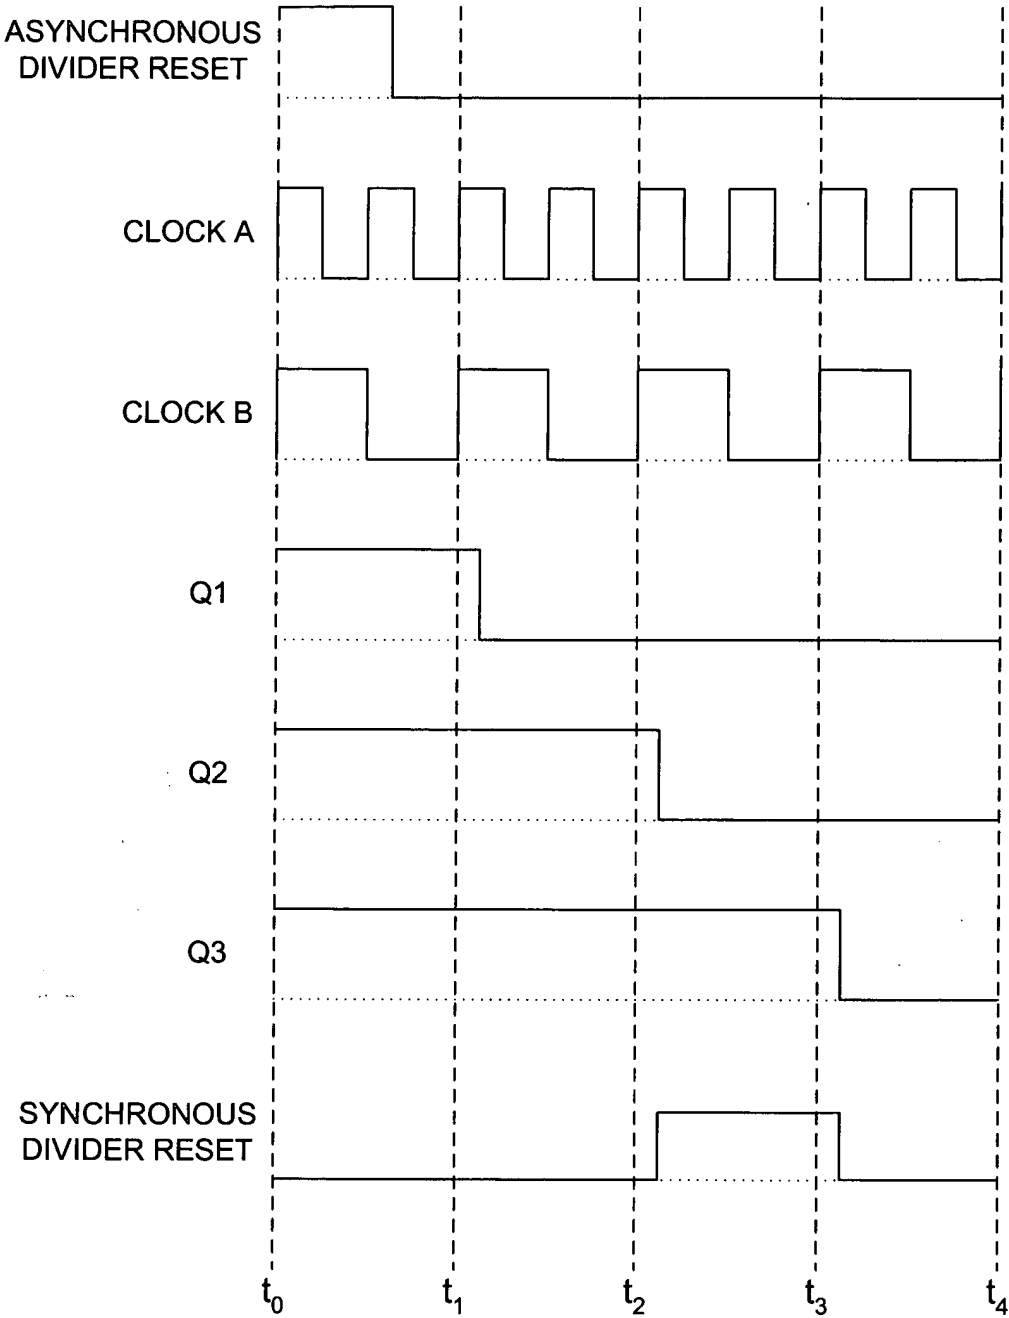 ASYNCHRONOUS
DIVIDER RESET
CLOCK A
CLOCK B
Q1
Q2
Q3
SYNCHRONOUS
DIVIDER RESET
t0 t1 t2 t3 t4